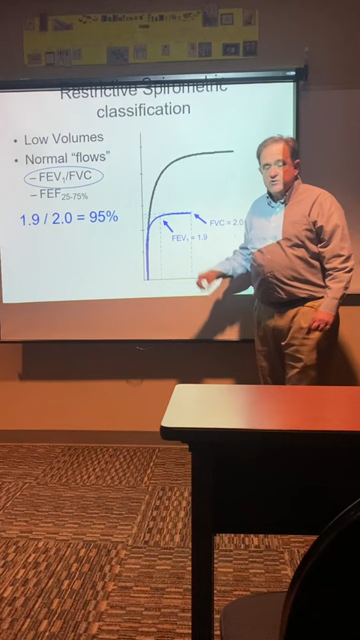 Restrictive Spirometric
classification
• Low Volumes
• Normal "flows"
– FEV₁/FVC
– FEF₂₅₋₇₅%
1.9 / 2.0 = 95%
FVC = 2.0
FEV₁ = 1.9